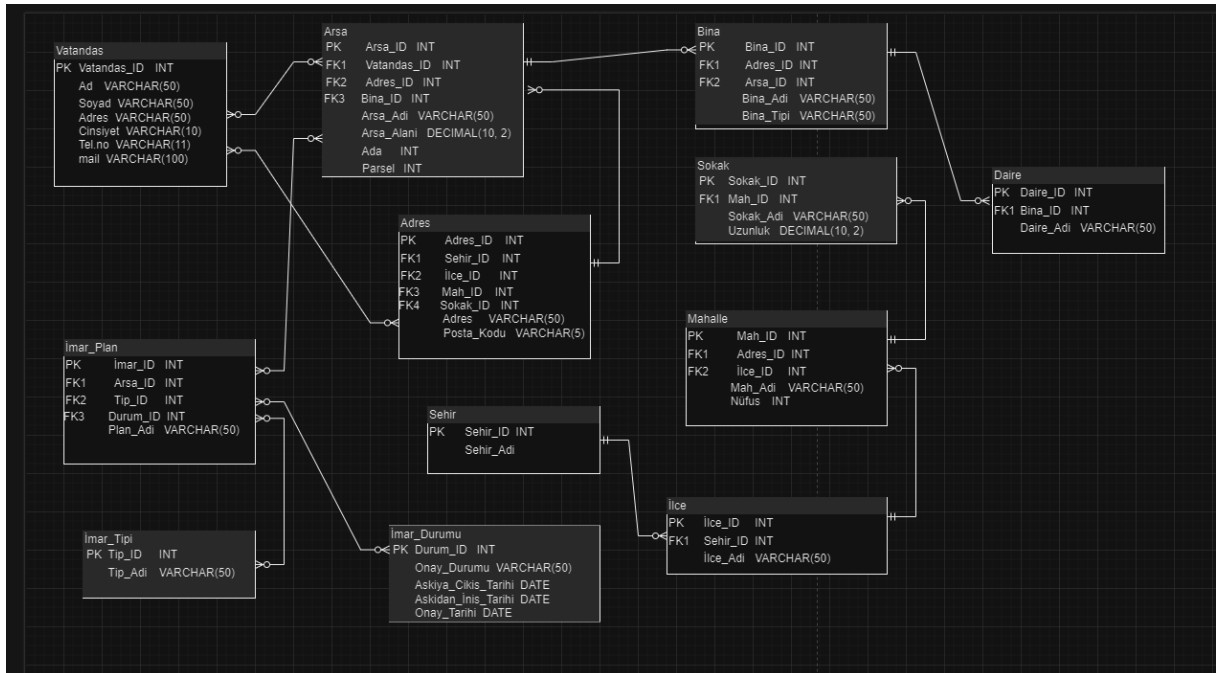 Vatandas
PK Vatandas_ID INT
Ad VARCHAR(50)
Soyad VARCHAR(50)
Adres VARCHAR(50)
Cinsiyet VARCHAR(10)
Tel.no VARCHAR(11)
mail VARCHAR(100)
Arsa
PK Arsa_ID INT
FK1 Vatandas_ID INT
FK2 Adres_ID INT
FK3 Bina_ID INT
Arsa_Adi VARCHAR(50)
Arsa_Alani DECIMAL(10, 2)
Ada INT
Parsel INT
Bina
PK Bina_ID INT
FK1 Adres_ID INT
FK2 Arsa_ID INT
Bina_Adi VARCHAR(50)
Bina_Tipi VARCHAR(50)
Sokak
PK Sokak_ID INT
FK1 Mah_ID INT
Sokak_Adi VARCHAR(50)
Uzunluk DECIMAL(10, 2)
Daire
PK Daire_ID INT
FK1 Bina_ID INT
Daire_Adi VARCHAR(50)
Adres
PK Adres_ID INT
FK1 Sehir_ID INT
FK2 İlce_ID INT
FK3 Mah_ID INT
FK4 Sokak_ID INT
Adres VARCHAR(50)
Posta_Kodu VARCHAR(5)
Mahalle
PK Mah_ID INT
FK1 Adres_ID INT
FK2 İlce_ID INT
Mah_Adi VARCHAR(50)
Nüfus INT
İmar_Plan
PK İmar_ID INT
FK1 Arsa_ID INT
FK2 Tip_ID INT
FK3 Durum_ID INT
Plan_Adi VARCHAR(50)
Sehir
PK Sehir_ID INT
Sehir_Adi
İlce
PK İlce_ID INT
FK1 Sehir_ID INT
İlce_Adi VARCHAR(50)
İmar_Tipi
PK Tip_ID INT
Tip_Adi VARCHAR(50)
İmar_Durumu
PK Durum_ID INT
Onay_Durumu VARCHAR(50)
Askiya_Cikis_Tarihi DATE
Askidan_İnis_Tarihi DATE
Onay_Tarihi DATE